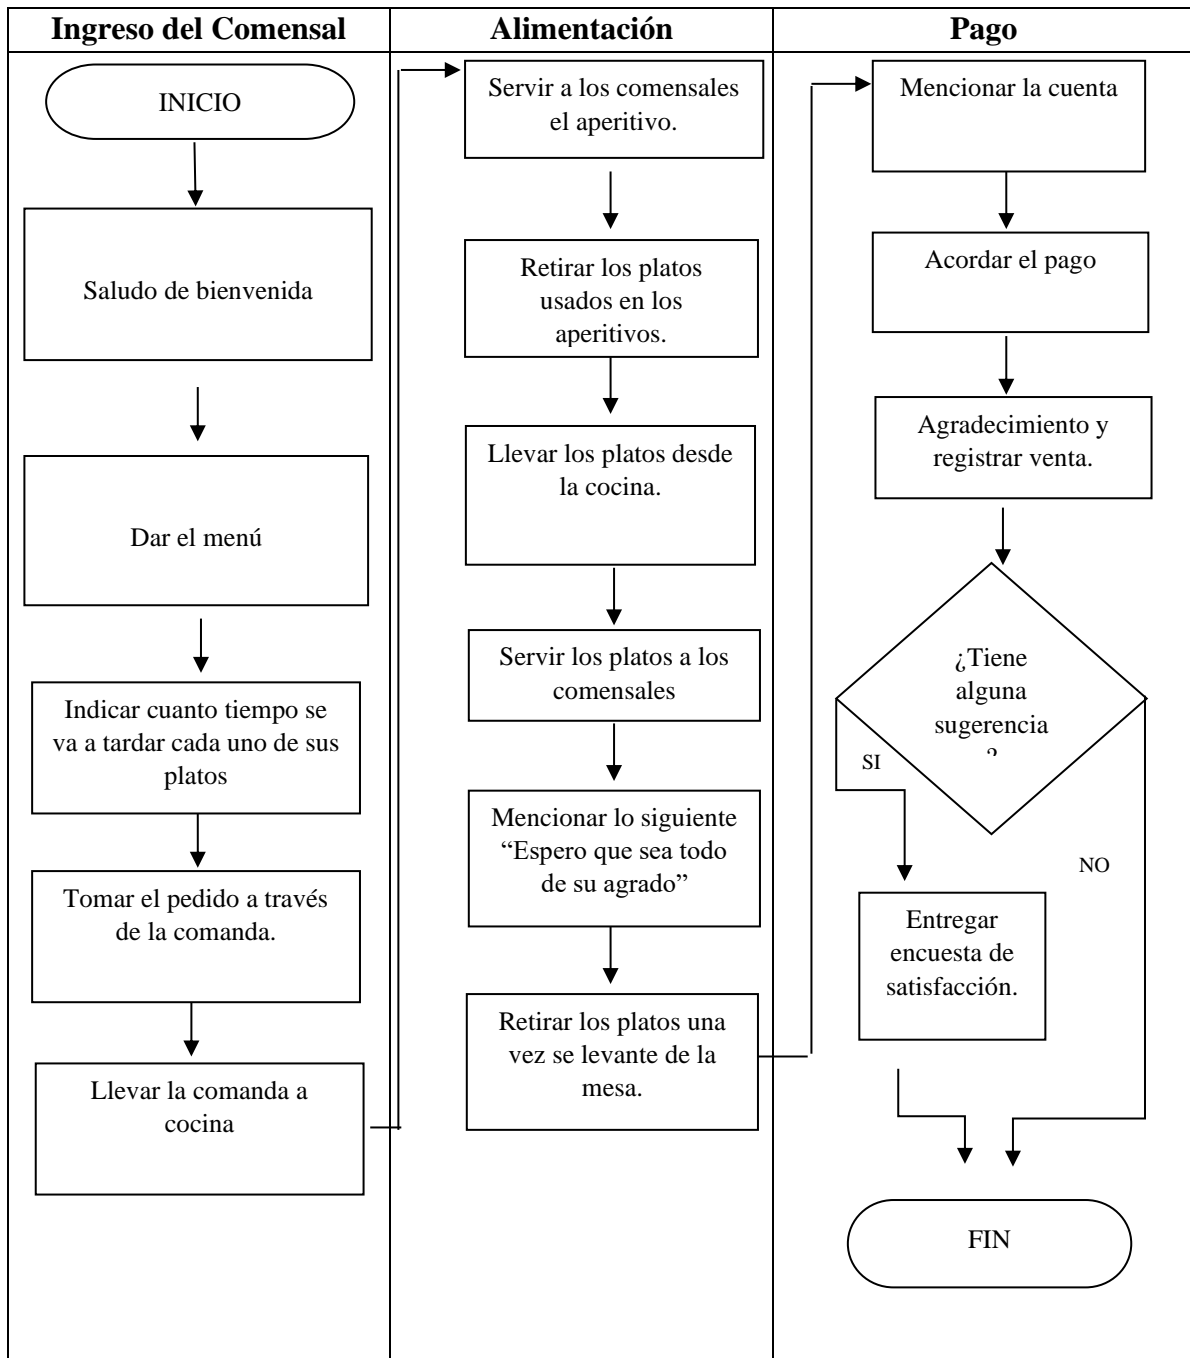 Ingreso del Comensal
Alimentación
Pago
INICIO
Saludo de bienvenida
Dar el menú
Indicar cuanto tiempo se
va a tardar cada uno de sus
platos
Tomar el pedido a través
de la comanda.
Llevar la comanda a
cocina
Servir a los comensales
el aperitivo.
Retirar los platos
usados en los
aperitivos.
Llevar los platos desde
la cocina.
Servir los platos a los
comensales
Mencionar lo siguiente
“Espero que sea todo
de su agrado”
Retirar los platos una
vez se levante de la
mesa.
Mencionar la cuenta
Acordar el pago
Agradecimiento y
registrar venta.
¿Tiene
alguna
sugerencia
?
SI
NO
Entregar
encuesta de
satisfacción.
FIN